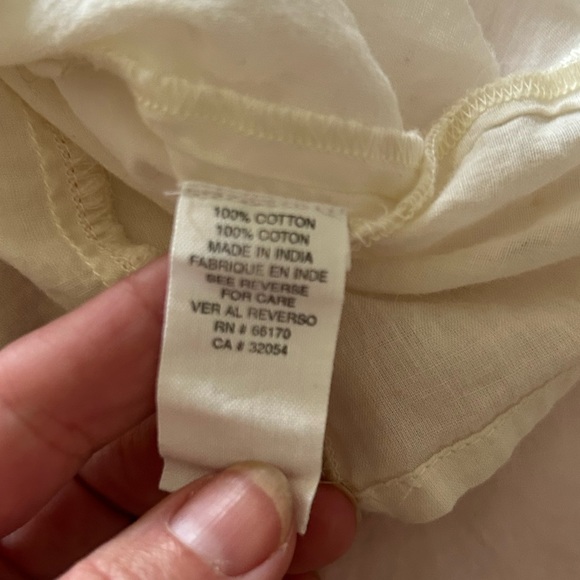 100% COTTON
100% COTON
MADE IN INDIA
FABRIQUE EN INDE
SEE REVERSE
FOR CARE
VER AL REVERSO
RN # 66170
CA # 32054